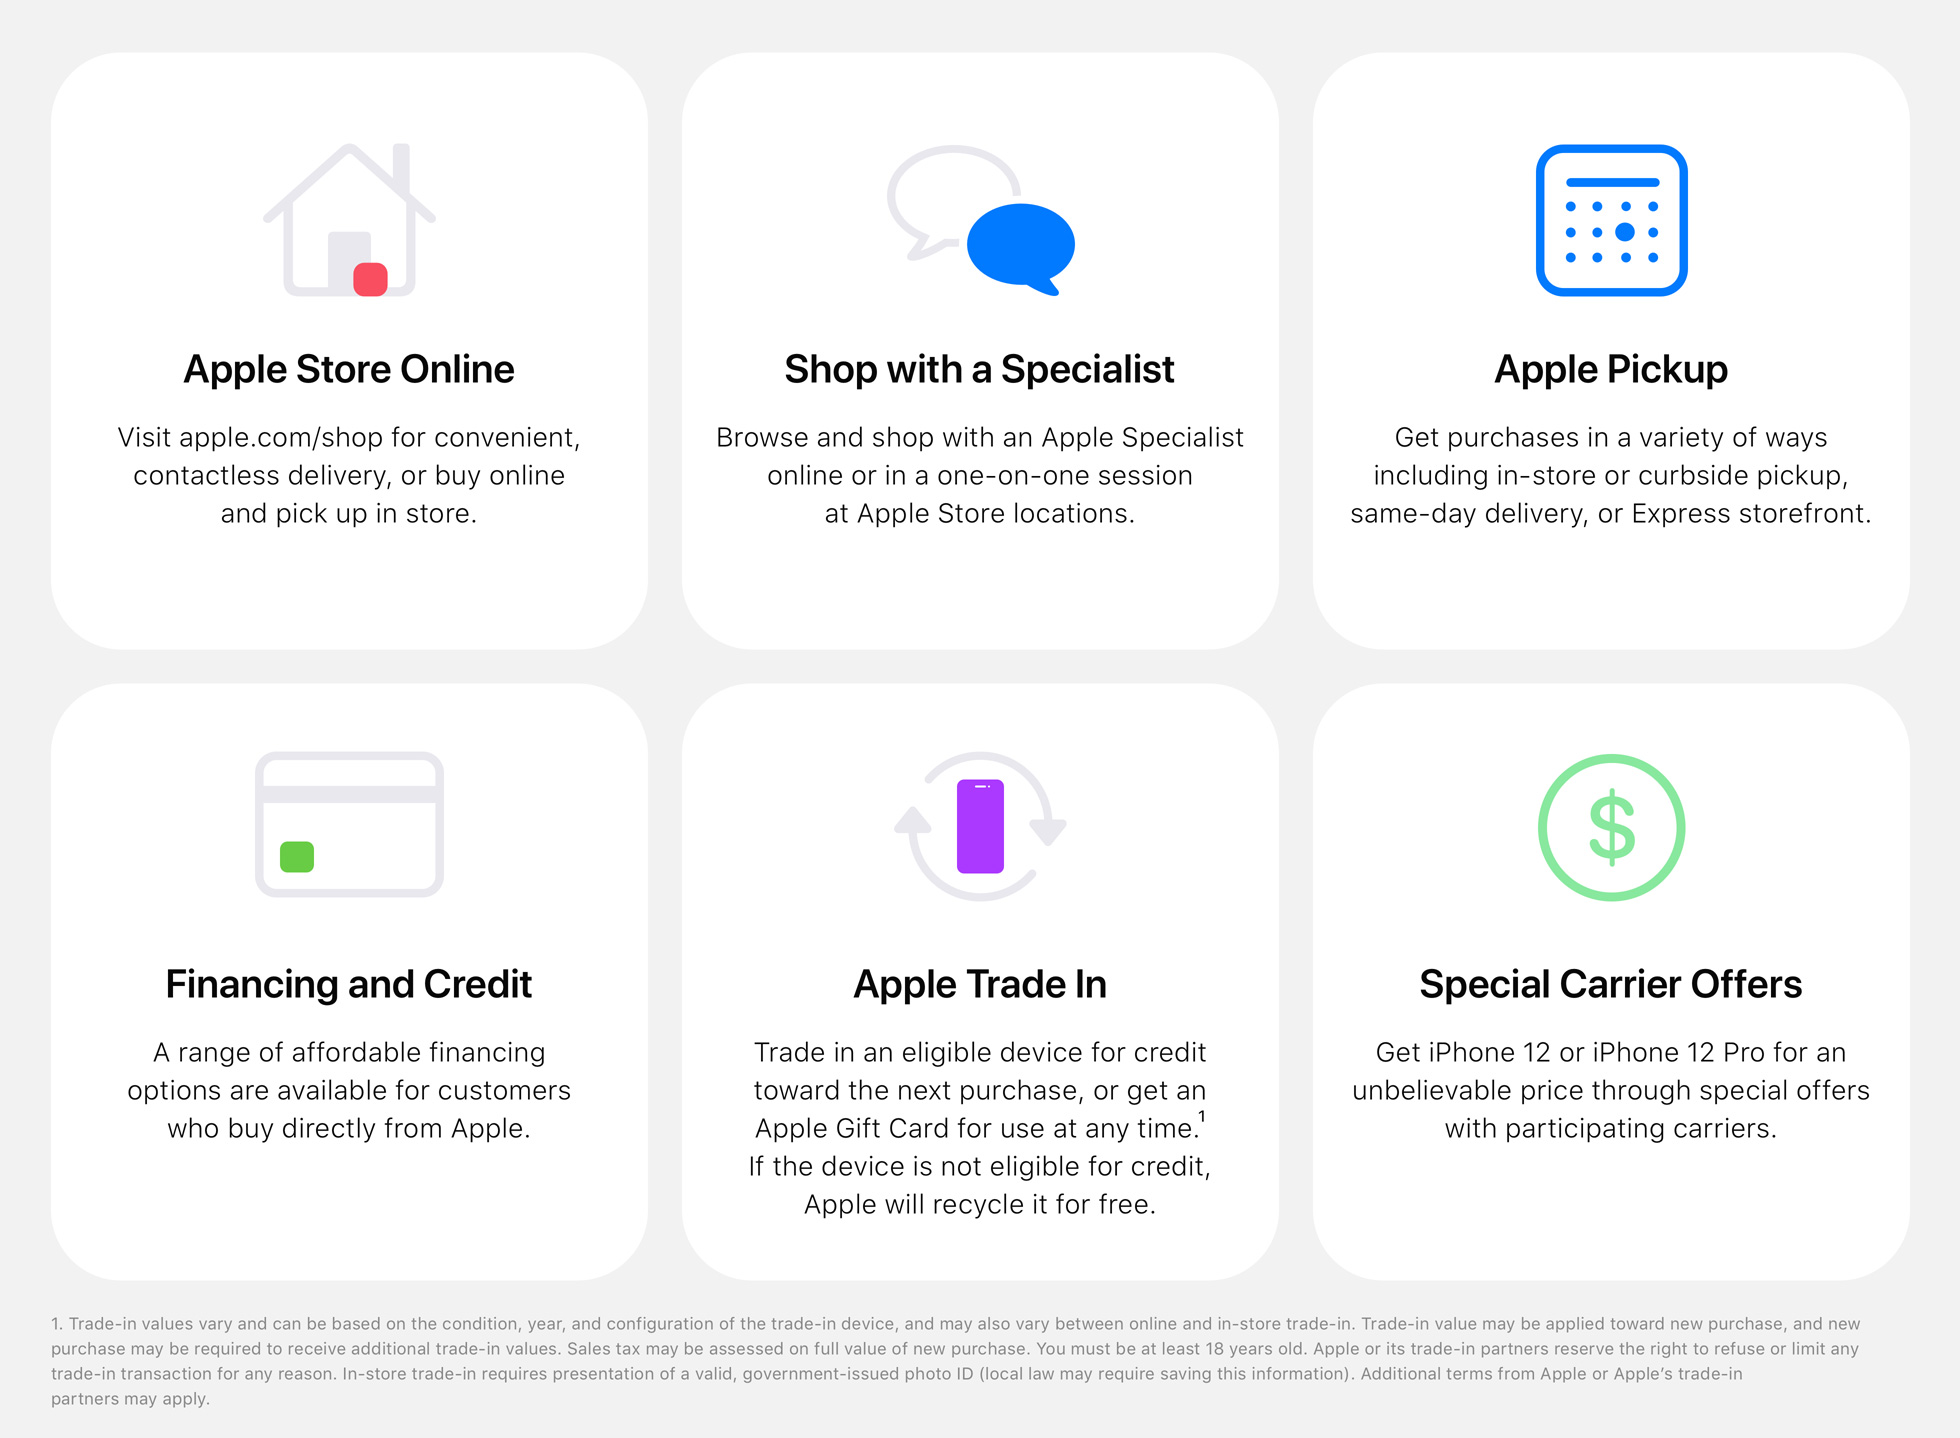 Apple Store Online
Visit apple.com/shop for convenient,
contactless delivery, or buy online
and pick up in store.
Shop with a Specialist
Browse and shop with an Apple Specialist
online or in a one-on-one session
at Apple Store locations.
Apple Pickup
Get purchases in a variety of ways
including in-store or curbside pickup,
same-day delivery, or Express storefront.
Financing and Credit
A range of affordable financing
options are available for customers
who buy directly from Apple.
Apple Trade In
Trade in an eligible device for credit
toward the next purchase, or get an
Apple Gift Card for use at any time.¹
If the device is not eligible for credit,
Apple will recycle it for free.
$
Special Carrier Offers
Get iPhone 12 or iPhone 12 Pro for an
unbelievable price through special offers
with participating carriers.
1. Trade-in values vary and can be based on the condition, year, and configuration of the trade-in device, and may also vary between online and in-store trade-in. Trade-in value may be applied toward new purchase, and new
purchase may be required to receive additional trade-in values. Sales tax may be assessed on full value of new purchase. You must be at least 18 years old. Apple or its trade-in partners reserve the right to refuse or limit any
trade-in transaction for any reason. In-store trade-in requires presentation of a valid, government-issued photo ID (local law may require saving this information). Additional terms from Apple or Apple’s trade-in
partners may apply.